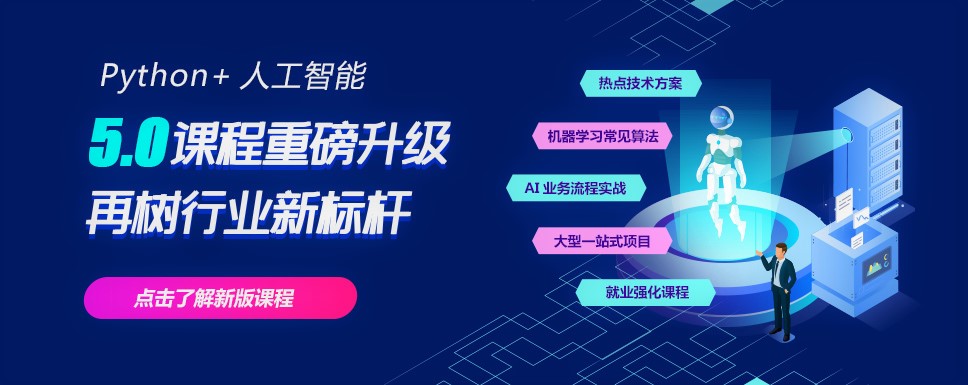 Python+ 人工智能
5.0课程重磅升级
再树行业新标杆
点击了解新版课程
热点技术方案
机器学习常见算法
AI 业务流程实战
大型一站式项目
就业强化课程